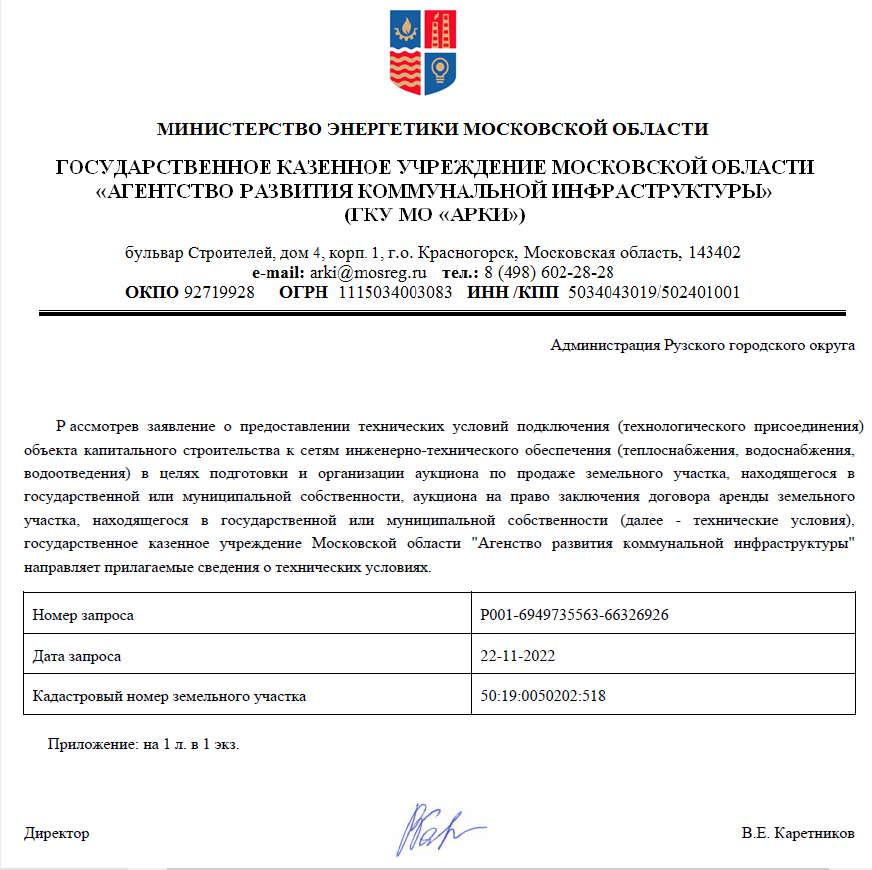 МИНИСТЕРСТВО ЭНЕРГЕТИКИ МОСКОВСКОЙ ОБЛАСТИ
ГОСУДАРСТВЕННОЕ КАЗЕННОЕ УЧРЕЖДЕНИЕ МОСКОВСКОЙ ОБЛАСТИ
«АГЕНТСТВО РАЗВИТИЯ КОММУНАЛЬНОЙ ИНФРАСТРУКТУРЫ»
(ГКУ МО «АРКИ»)
бульвар Строителей, дом 4, корп. 1, г.о. Красногорск, Московская область, 143402
e-mail: arki@mosreg.ru тел.: 8 (498) 602-28-28
ОКПО 92719928 ОГРН 1115034003083 ИНН /КПП 5034043019/502401001
Администрация Рузского городского округа
Р ассмотрев заявление о предоставлении технических условий подключения (технологического присоединения)
объекта капитального строительства к сетям инженерно-технического обеспечения (теплоснабжения, водоснабжения,
водоотведения) в целях подготовки и организации аукциона по продаже земельного участка, находящегося в
государственной или муниципальной собственности, аукциона на право заключения договора аренды земельного
участка, находящегося в государственной или муниципальной собственности (далее - технические условия),
государственное казенное учреждение Московской области "Агенство развития коммунальной инфраструктуры"
направляет прилагаемые сведения о технических условиях.
Номер запроса P001-6949735563-66326926
Дата запроса 22-11-2022
Кадастровый номер земельного участка 50:19:0050202:518
Приложение: на 1 л. в 1 экз.
Директор В.Е. Каретников